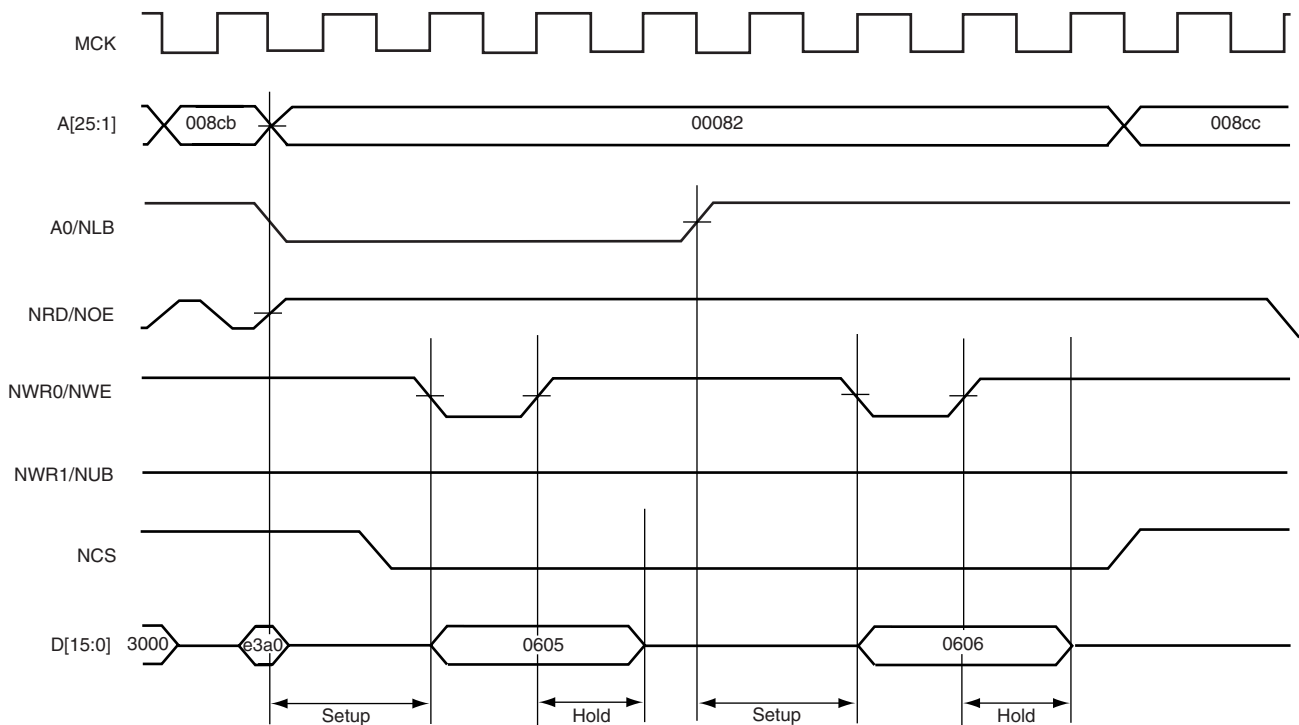 MCK
A[25:1]
008cb
00082
008cc
A0/NLB
NRD/NOE
NWR0/NWE
NWR1/NUB
NCS
D[15:0]
3000
e3a0
0605
0606
Setup
Hold
Setup
Hold